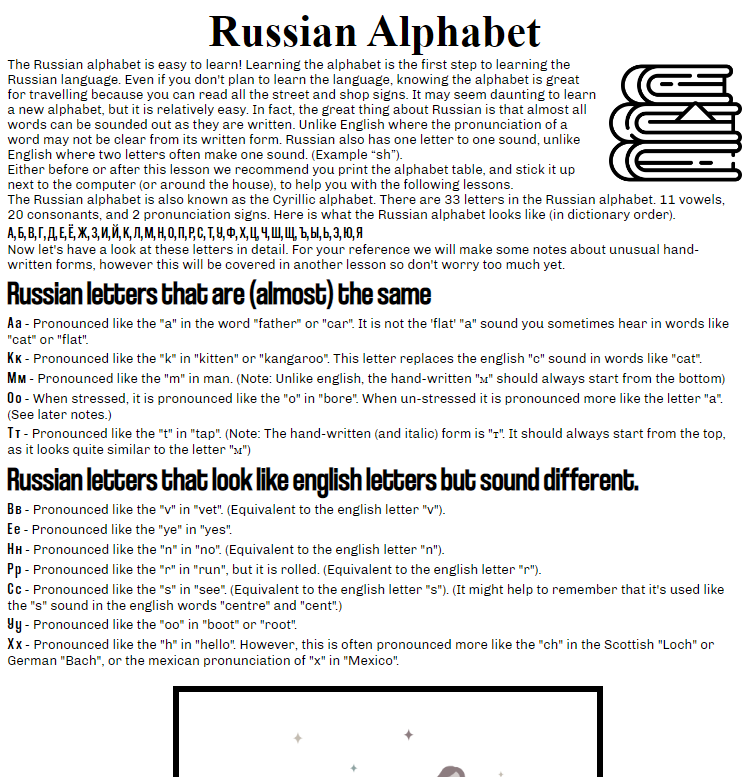 Russian Alphabet
The Russian alphabet is easy to learn! Learning the alphabet is the first step to learning the
Russian language. Even if you don't plan to learn the language, knowing the alphabet is great
for travelling because you can read all the street and shop signs. It may seem daunting to learn
a new alphabet, but it is relatively easy. In fact, the great thing about Russian is that almost all
words can be sounded out as they are written. Unlike English where the pronunciation of a
word may not be clear from its written form. Russian also has one letter to one sound, unlike
English where two letters often make one sound. (Example “sh”).
Either before or after this lesson we recommend you print the alphabet table, and stick it up
next to the computer (or around the house), to help you with the following lessons.
The Russian alphabet is also known as the Cyrillic alphabet. There are 33 letters in the Russian alphabet. 11 vowels,
20 consonants, and 2 pronunciation signs. Here is what the Russian alphabet looks like (in dictionary order).
А,Б,В,Г,Д,Е,Ё,Ж,З,И,Й,К,Л,М,Н,О,П,Р,С,Т,У,Ф,Х,Ц,Ч,Ш,Щ,Ъ,Ы,Ь,Э,Ю,Я
Now let's have a look at these letters in detail. For your reference we will make some notes about unusual hand-
written forms, however this will be covered in another lesson so don't worry too much yet.
Russian letters that are (almost) the same
Аа - Pronounced like the "a" in the word "father" or "car". It is not the 'flat' "a" sound you sometimes hear in words like
"cat" or "flat".
Кк - Pronounced like the "k" in "kitten" or "kangaroo". This letter replaces the english "c" sound in words like "cat".
Мм - Pronounced like the "m" in man. (Note: Unlike english, the hand-written "м" should always start from the bottom)
Оо - When stressed, it is pronounced like the "o" in "bore". When un-stressed it is pronounced more like the letter "a".
(See later notes.)
Тт - Pronounced like the "t" in "tap". (Note: The hand-written (and italic) form is "т". It should always start from the top,
as it looks quite similar to the letter "м")
Russian letters that look like english letters but sound different.
Вв - Pronounced like the "v" in "vet". (Equivalent to the english letter "v").
Ее - Pronounced like the "ye" in "yes".
Нн - Pronounced like the "n" in "no". (Equivalent to the english letter "n").
Рр - Pronounced like the "r" in "run", but it is rolled. (Equivalent to the english letter "r").
Сс - Pronounced like the "s" in "see". (Equivalent to the english letter "s"). (It might help to remember that it's used like
the "s" sound in the english words "centre" and "cent".)
Уу - Pronounced like the "oo" in "boot" or "root".
Хх - Pronounced like the "h" in "hello". However, this is often pronounced more like the "ch" in the Scottish "Loch" or
German "Bach", or the mexican pronunciation of "x" in "Mexico".